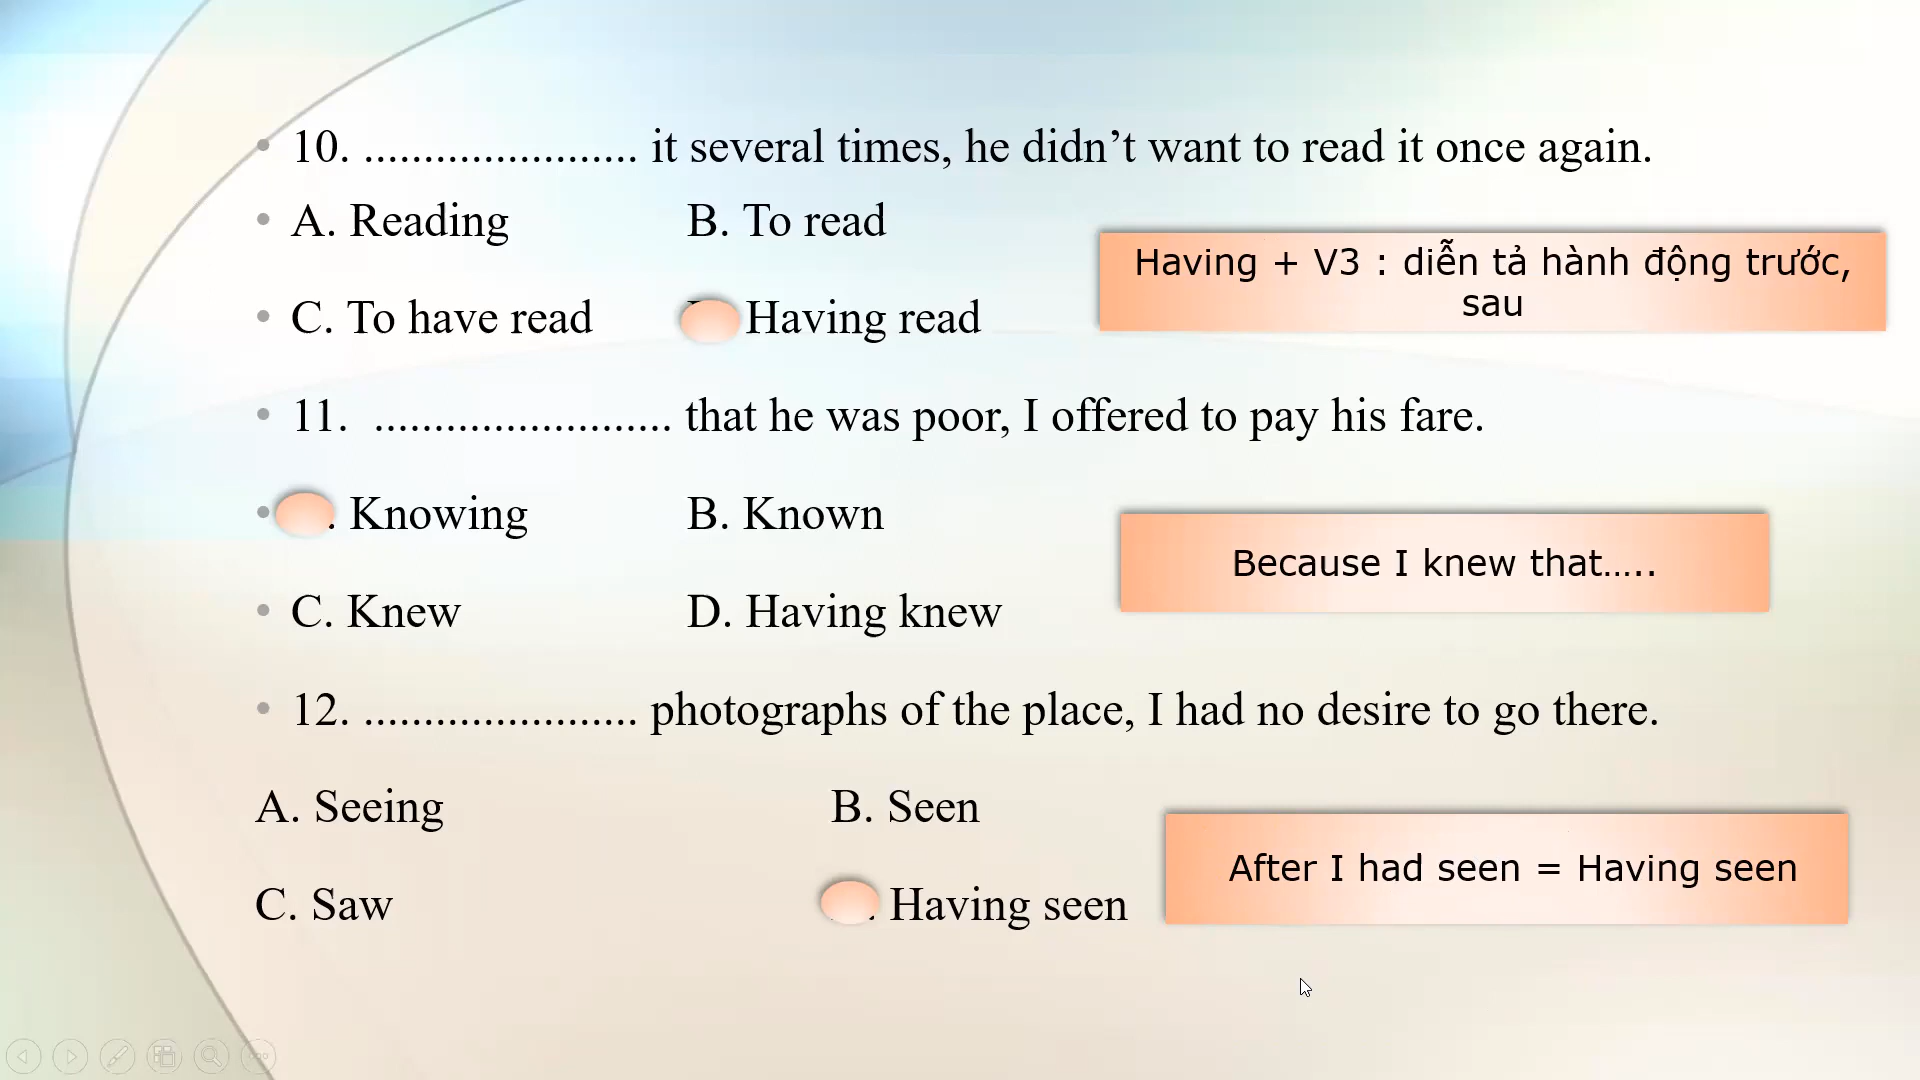 10. ....................... it several times, he didn’t want to read it once again.
A. Reading B. To read
Having + V3 : diễn tả hành động trước,
sau
C. To have read Having read
11. ......................... that he was poor, I offered to pay his fare.
. Knowing B. Known
Because I knew that…..
C. Knew D. Having knew
12. ....................... photographs of the place, I had no desire to go there.
A. Seeing B. Seen
After I had seen = Having seen
C. Saw . Having seen